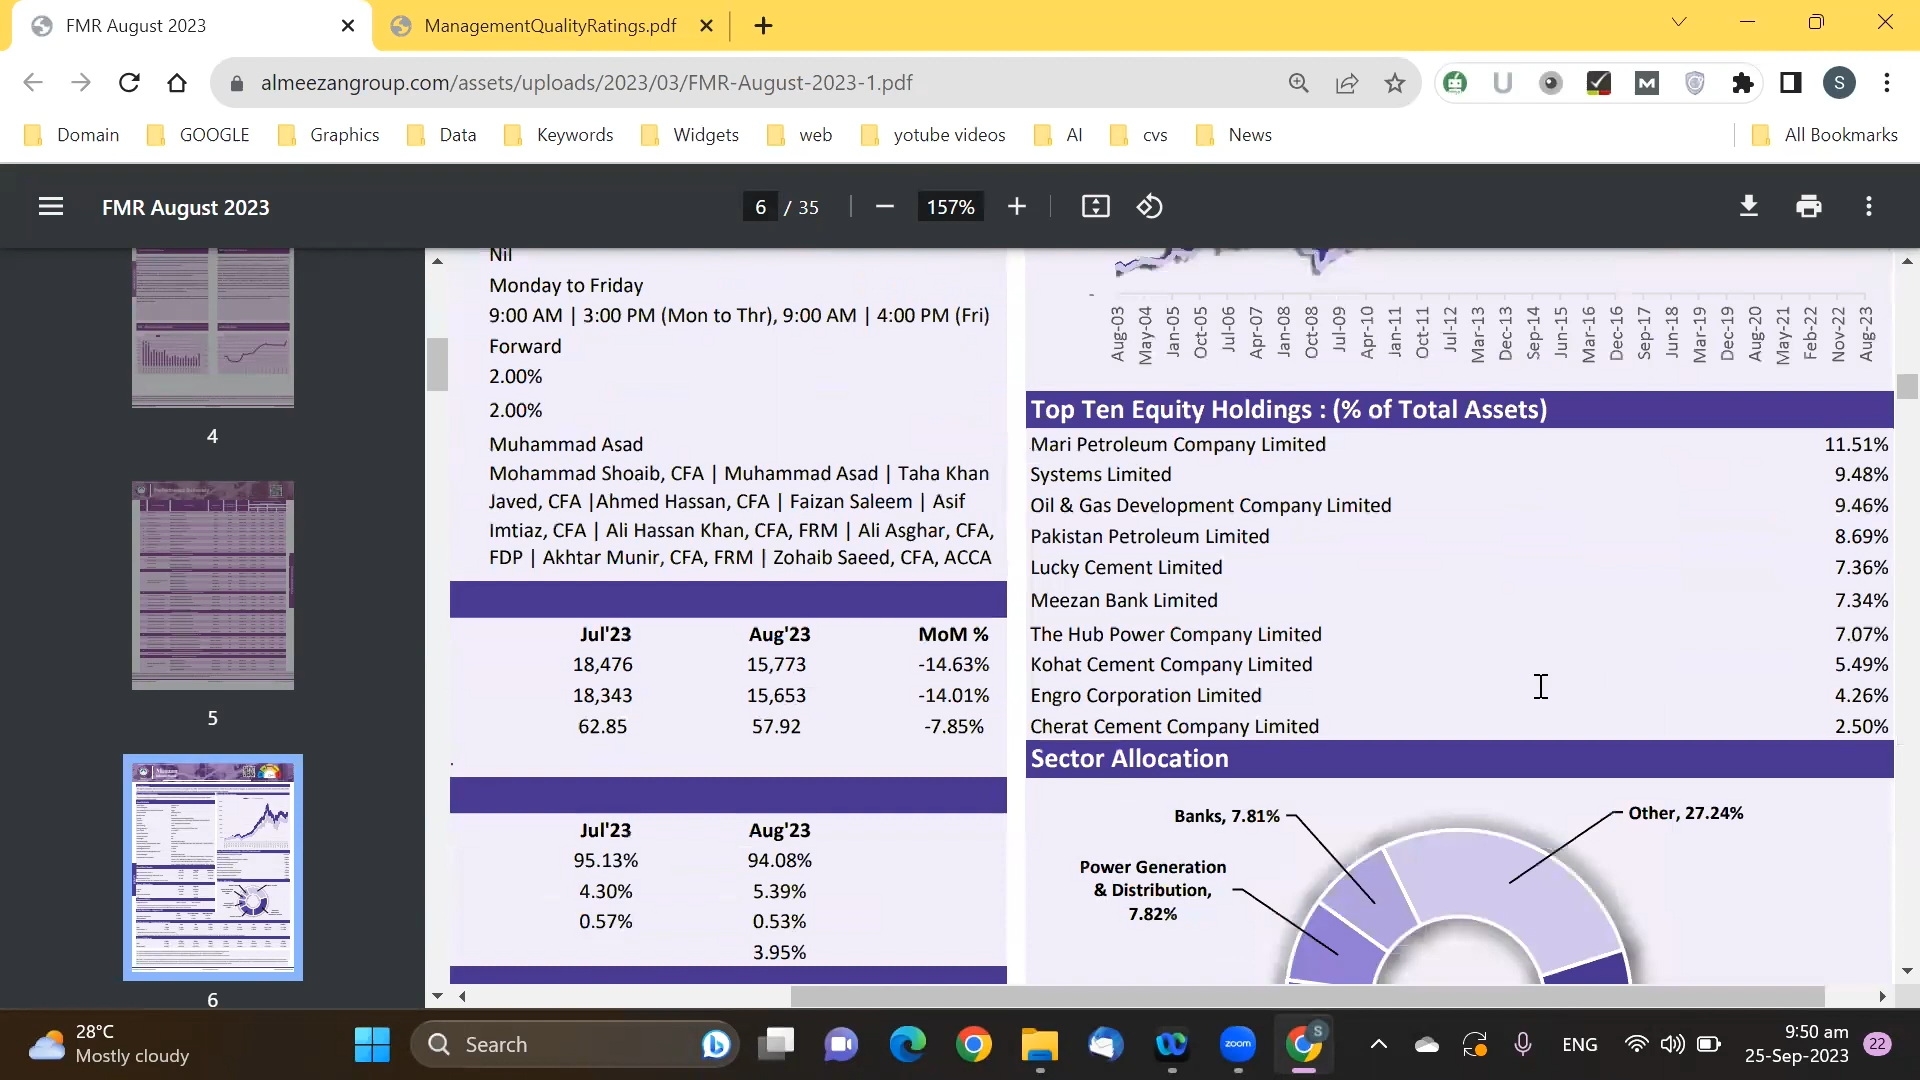 FMR August 2023
ManagementQualityRatings.pdf
almeezangroup.com/assets/uploads/2023/03/FMR-August-2023-1.pdf
S
Domain
GOOGLE
Graphics
Data
Keywords
Widgets
web
yotube videos
AI
cvs
News
All Bookmarks
FMR August 2023
6 / 35
157%
4
5
6
Nil
Monday to Friday
9:00 AM | 3:00 PM (Mon to Thr), 9:00 AM | 4:00 PM (Fri)
Forward
2.00%
2.00%
Muhammad Asad
Mohammad Shoaib, CFA | Muhammad Asad | Taha Khan
Javed, CFA |Ahmed Hassan, CFA | Faizan Saleem | Asif
Imtiaz, CFA | Ali Hassan Khan, CFA, FRM | Ali Asghar, CFA,
FDP | Akhtar Munir, CFA, FRM | Zohaib Saeed, CFA, ACCA
Jul'23 Aug'23 MoM %
18,476 15,773 -14.63%
18,343 15,653 -14.01%
62.85 57.92 -7.85%
Jul'23 Aug'23
95.13% 94.08%
4.30% 5.39%
0.57% 0.53%
3.95%
-
Aug-03
May-04
Jan-05
Oct-05
Jul-06
Apr-07
Jan-08
Oct-08
Jul-09
Apr-10
Jan-11
Oct-11
Jul-12
Mar-13
Dec-13
Sep-14
Jun-15
Mar-16
Dec-16
Sep-17
Jun-18
Mar-19
Dec-19
Aug-20
May-21
Feb-22
Nov-22
Aug-23
Top Ten Equity Holdings : (% of Total Assets)
Mari Petroleum Company Limited 11.51%
Systems Limited 9.48%
Oil & Gas Development Company Limited 9.46%
Pakistan Petroleum Limited 8.69%
Lucky Cement Limited 7.36%
Meezan Bank Limited 7.34%
The Hub Power Company Limited 7.07%
Kohat Cement Company Limited 5.49%
Engro Corporation Limited 4.26%
Cherat Cement Company Limited 2.50%
Sector Allocation
Banks, 7.81%
Other, 27.24%
Power Generation
& Distribution,
7.82%
28°C
Mostly cloudy
Search
zoom
S
ENG
9:50 am
25-Sep-2023
22